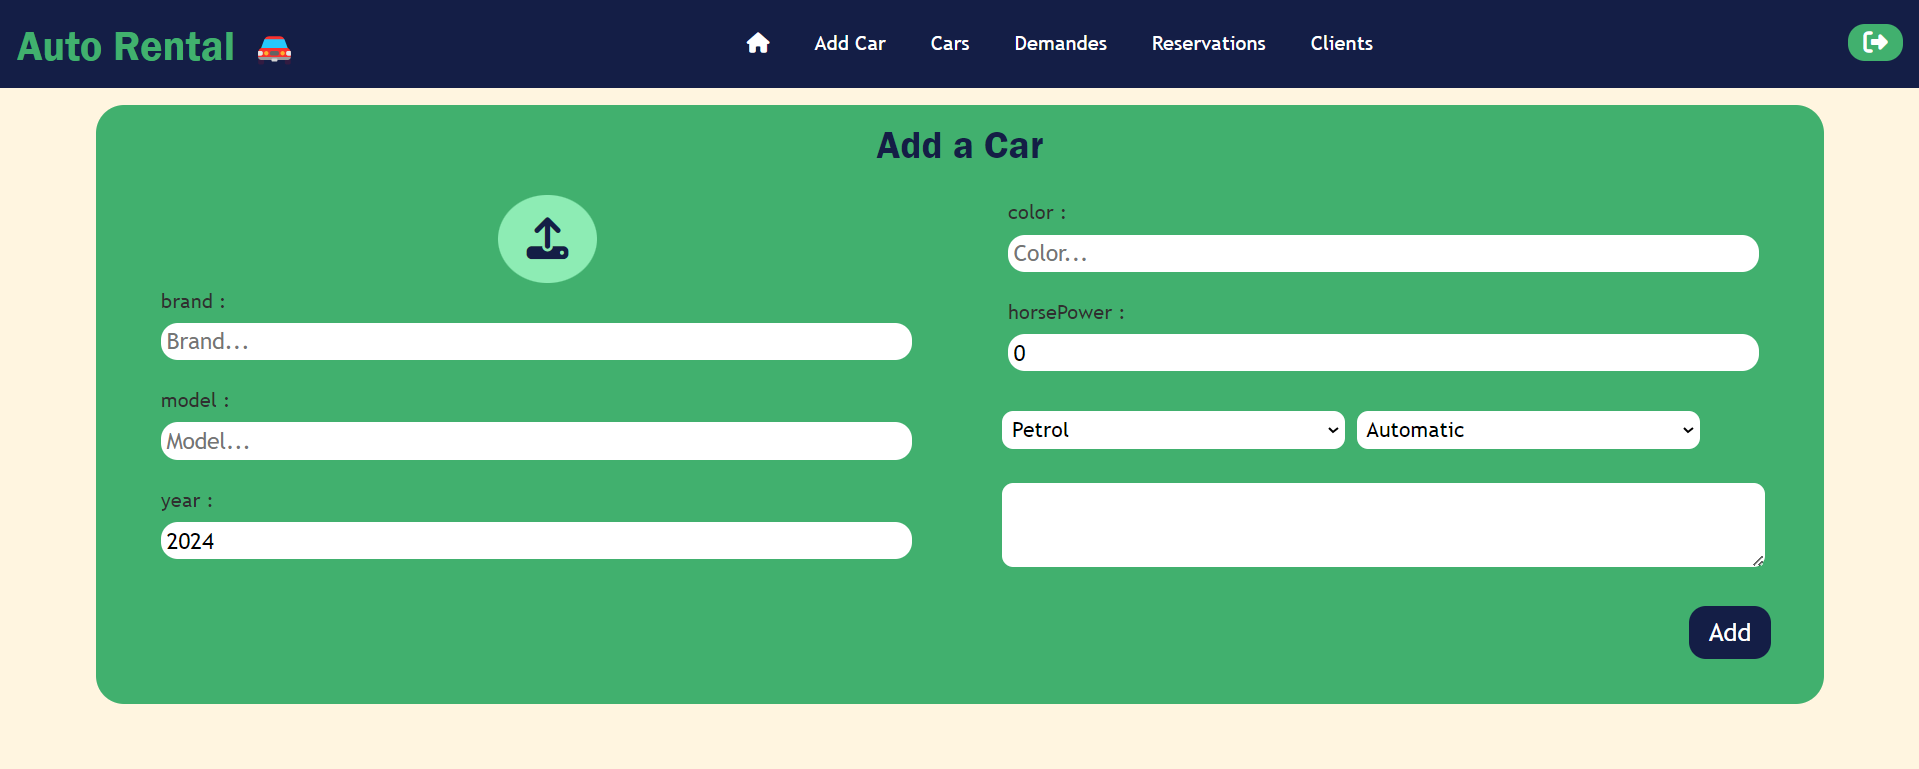 Auto Rental
Add Car
Cars
Demandes
Reservations
Clients
Add a Car
brand :
Brand...
model :
Model...
year :
2024
color :
Color...
horsePower :
0
Petrol
Automatic
Add